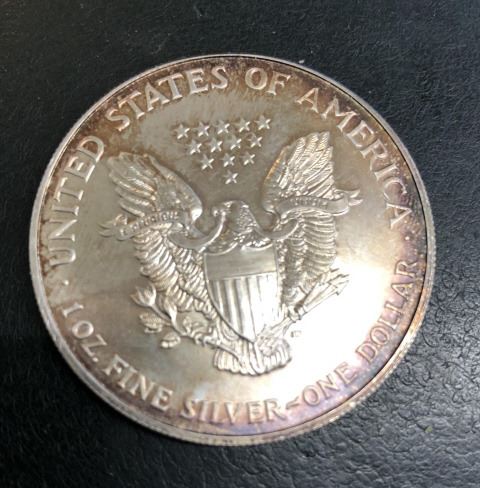 UNITED STATES OF AMERICA
1 OZ. FINE SILVER~ONE DOLLAR